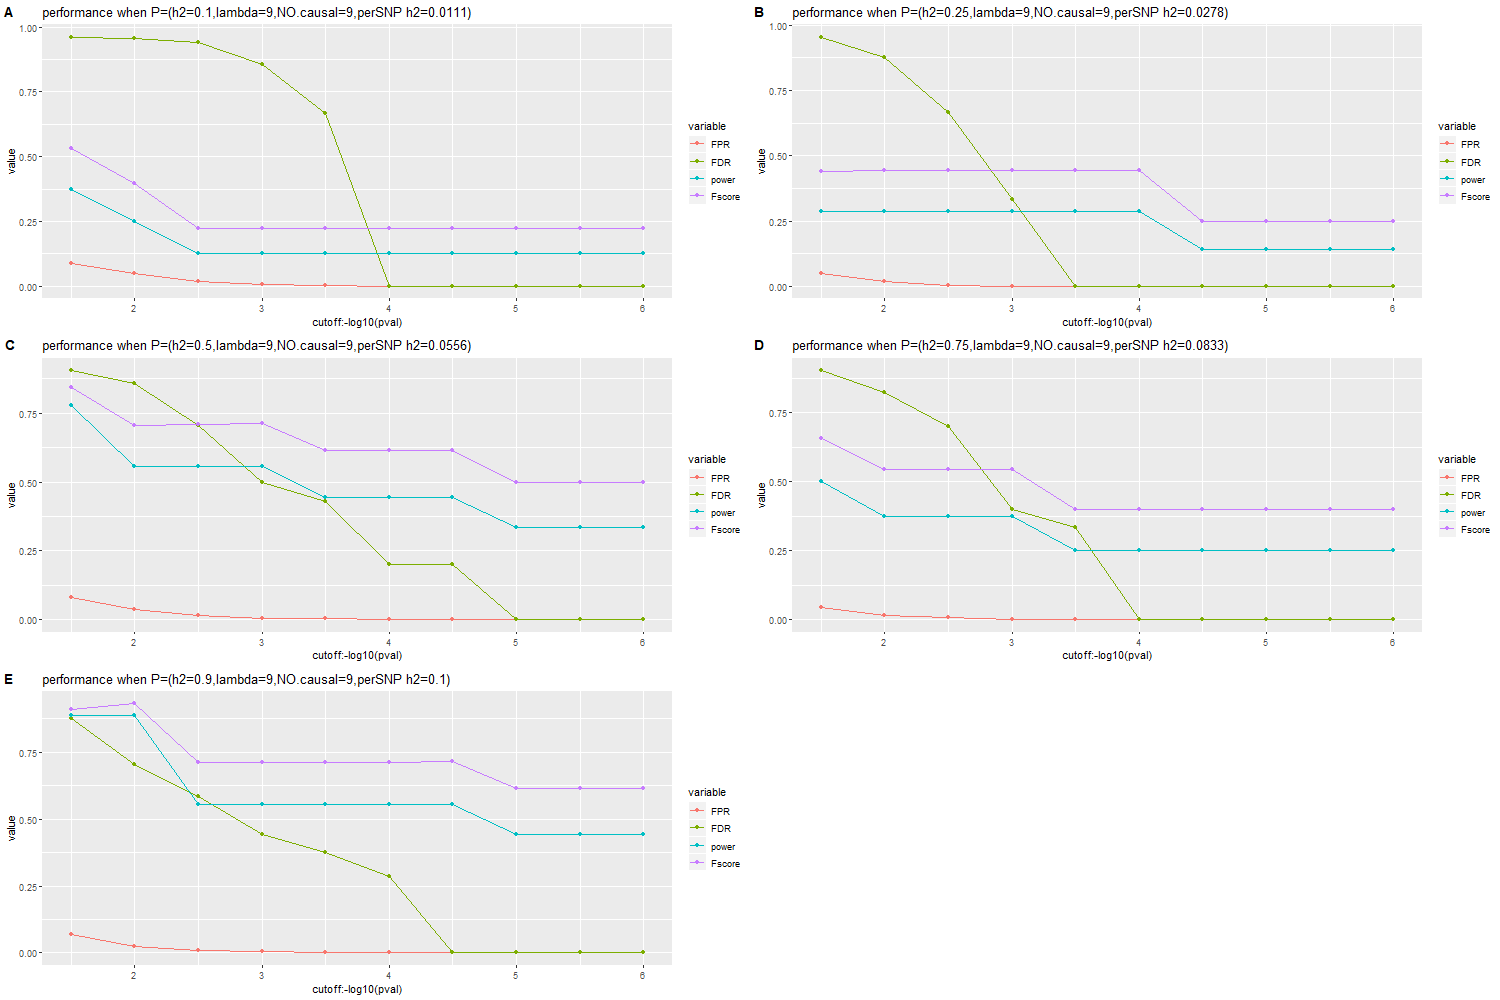 A performance when P=(h2=0.1,lambda=9,NO.causal=9,perSNP h2=0.0111)
1.00
0.75
0.50
0.25
0.00
value
2 3 4 5 6
cutoff:-log10(pval)
variable
FPR
FDR
power
Fscore
B performance when P=(h2=0.25,lambda=9,NO.causal=9,perSNP h2=0.0278)
1.00
0.75
0.50
0.25
0.00
value
2 3 4 5 6
cutoff:-log10(pval)
variable
FPR
FDR
power
Fscore
C performance when P=(h2=0.5,lambda=9,NO.causal=9,perSNP h2=0.0556)
0.75
0.50
0.25
0.00
value
2 3 4 5 6
cutoff:-log10(pval)
variable
FPR
FDR
power
Fscore
D performance when P=(h2=0.75,lambda=9,NO.causal=9,perSNP h2=0.0833)
0.75
0.50
0.25
0.00
value
2 3 4 5 6
cutoff:-log10(pval)
variable
FPR
FDR
power
Fscore
E performance when P=(h2=0.9,lambda=9,NO.causal=9,perSNP h2=0.1)
0.75
0.50
0.25
0.00
value
2 3 4 5 6
cutoff:-log10(pval)
variable
FPR
FDR
power
Fscore